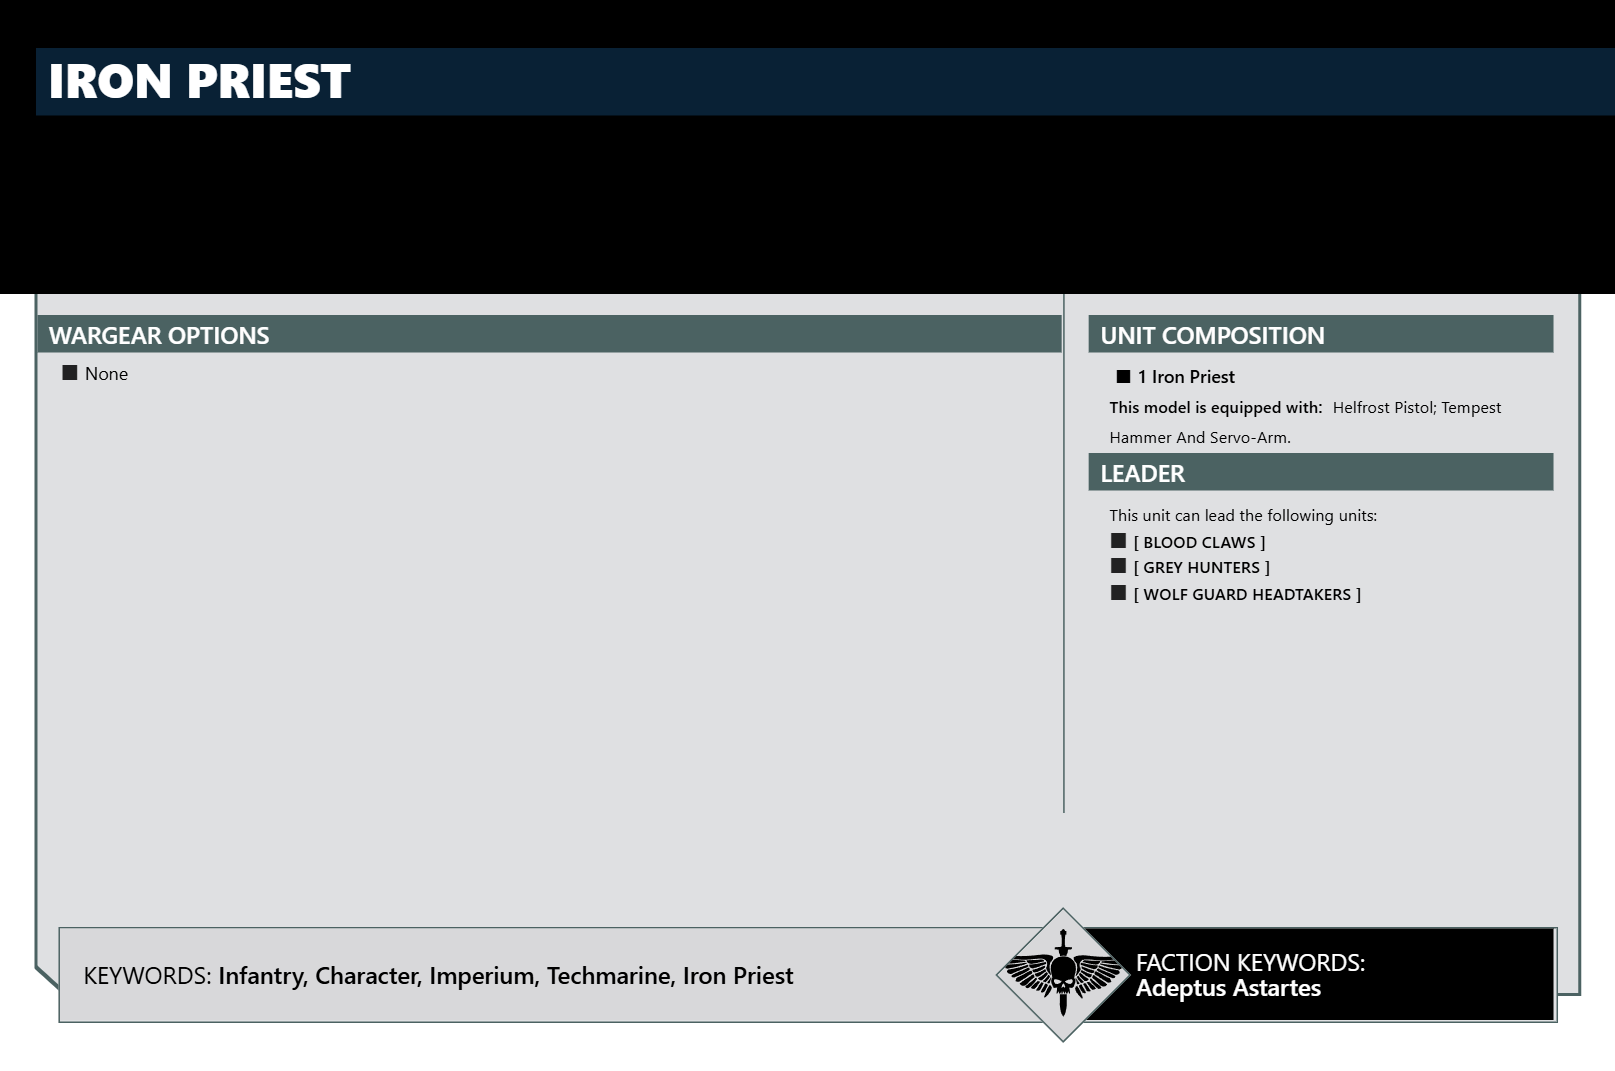 IRON PRIEST
WARGEAR OPTIONS
None
UNIT COMPOSITION
1 Iron Priest
This model is equipped with: Helfrost Pistol; Tempest
Hammer And Servo-Arm.
LEADER
This unit can lead the following units:
[ BLOOD CLAWS ]
[ GREY HUNTERS ]
[ WOLF GUARD HEADTAKERS ]
KEYWORDS: Infantry, Character, Imperium, Techmarine, Iron Priest
FACTION KEYWORDS:
Adeptus Astartes